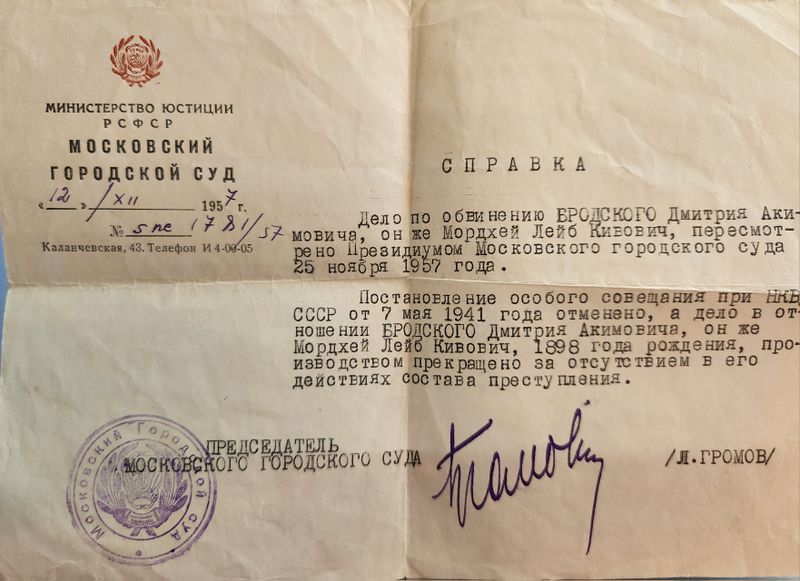 МИНИСТЕРСТВО ЮСТИЦИИ
РСФСР
МОСКОВСКИЙ
ГОРОДСКОЙ СУД
«12» /XII 1957 г.
№ 1781/57
Каланчевская, 43. Телефон И 4-00-05
СПРАВКА
Дело по обвинению БРОДСКОГО Дмитрия Аки-
мовича, он же Мордхей Лейб Кивович, пересмот-
рено Президиумом Московского городского суда
25 ноября 1957 года.
Постановление особого совещания при НКВД
СССР от 7 мая 1941 года отменено, а дело в от-
ношении БРОДСКОГО Дмитрия Акимовича, он же
Мордхей Лейб Кивович, 1898 года рождения, про-
изводством прекращено за отсутствием в его
действиях состава преступления.
ПРЕДСЕДАТЕЛЬ
МОСКОВСКОГО ГОРОДСКОГО СУДА
/Л.ГРОМОВ/
Московский Городской суд